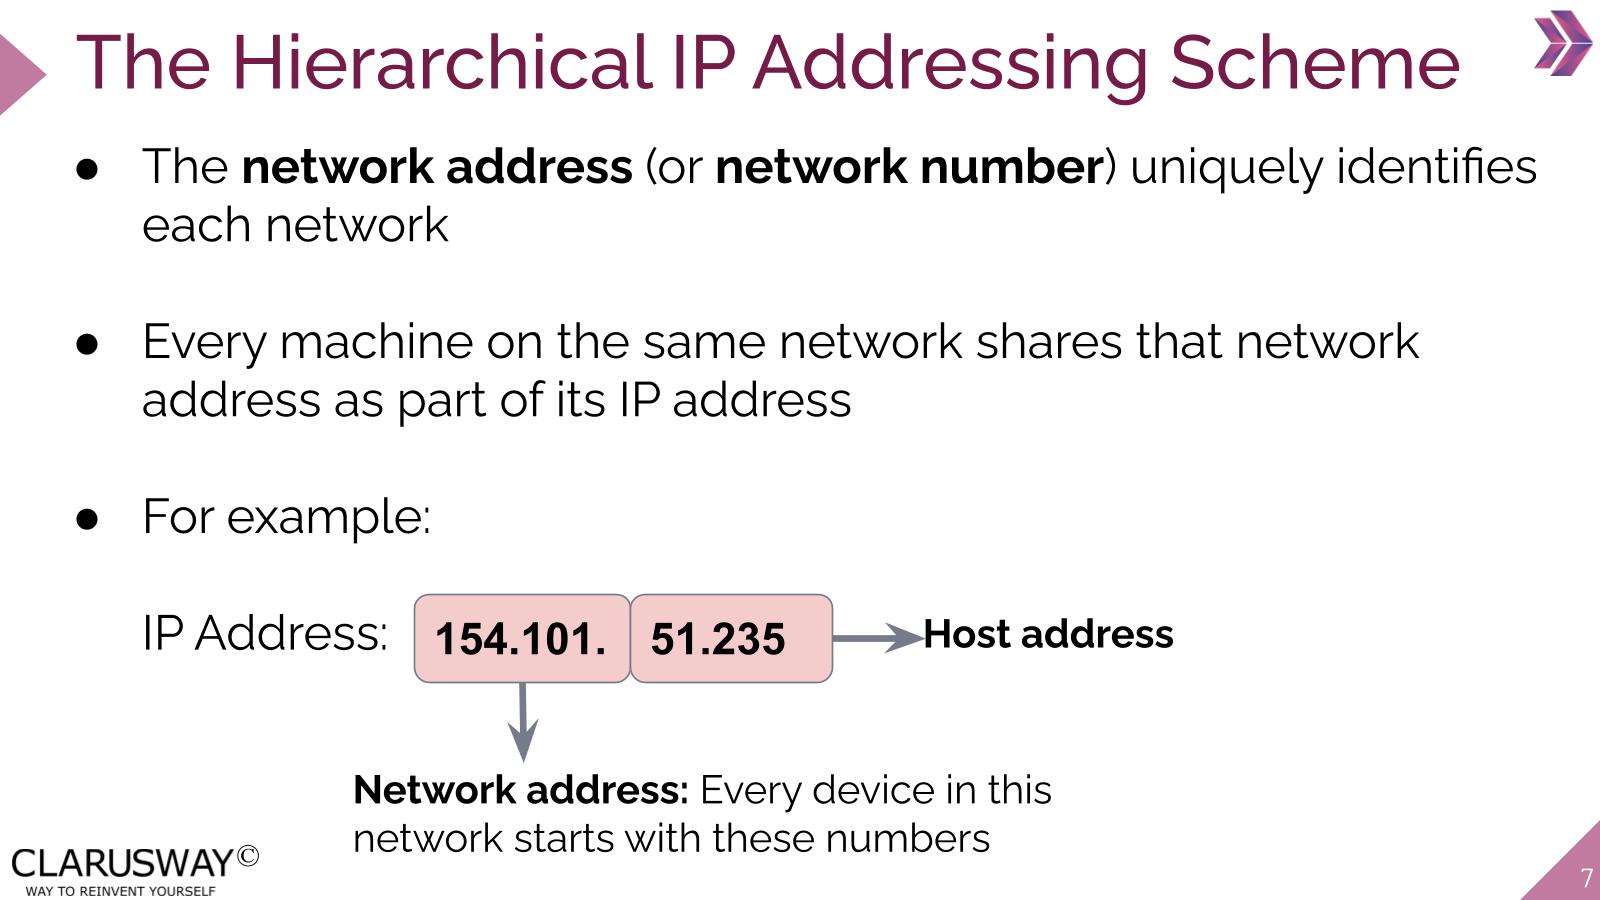 The Hierarchical IP Addressing Scheme
● The network address (or network number) uniquely identifies
each network
● Every machine on the same network shares that network
address as part of its IP address
● For example:
IP Address: 154.101. 51.235 Host address
Network address: Every device in this
network starts with these numbers
CLARUSWAY©
WAY TO REINVENT YOURSELF
7